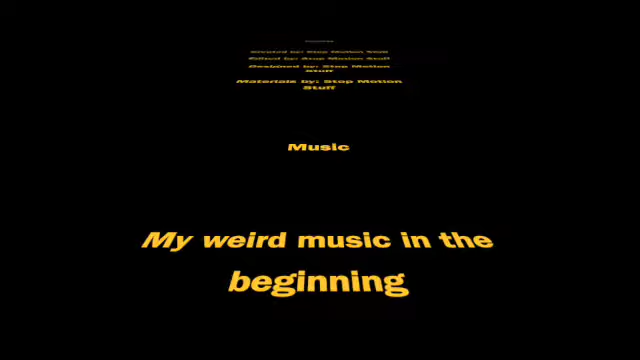 Created by: Stop Motion Stuff
Edited by: Stop Motion Stuff
Designed by: Stop Motion
Stuff
Materials by: Stop Motion
Stuff
Music
My weird music in the
beginning